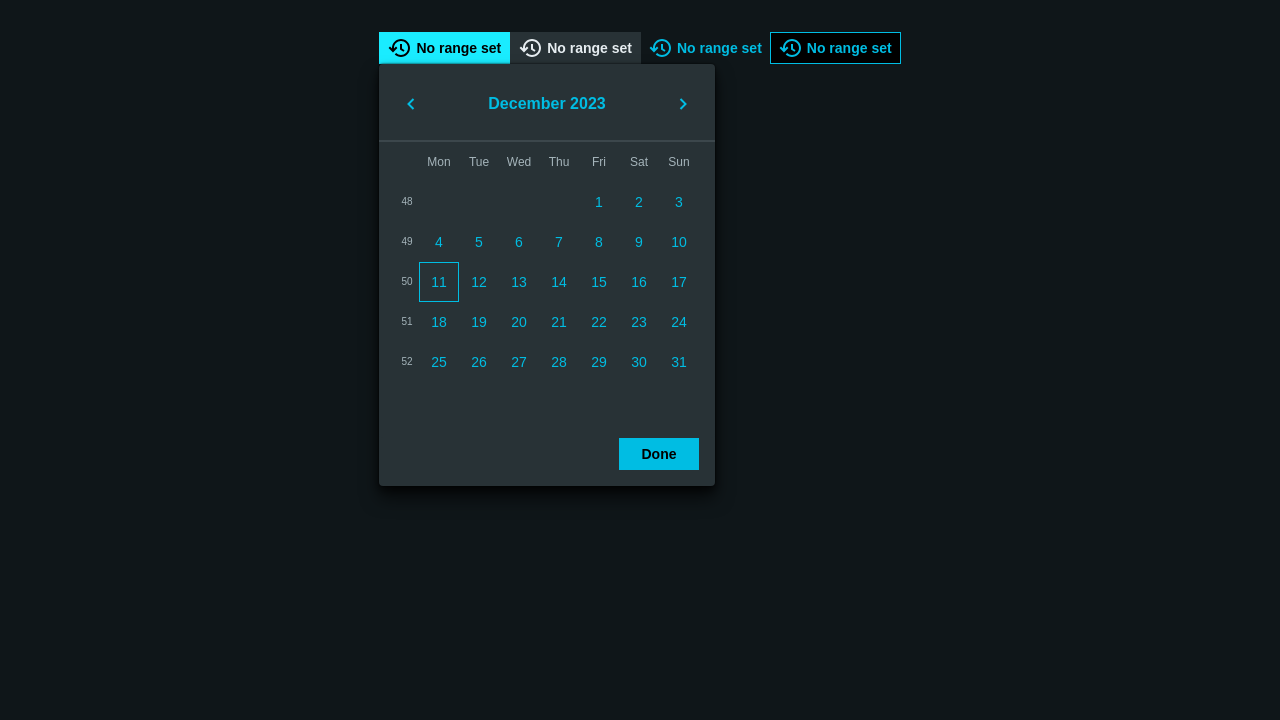 No range set No range set No range set No range set
December 2023
Mon Tue Wed Thu Fri Sat Sun
48 1 2 3
49 4 5 6 7 8 9 10
50 11 12 13 14 15 16 17
51 18 19 20 21 22 23 24
52 25 26 27 28 29 30 31
Done